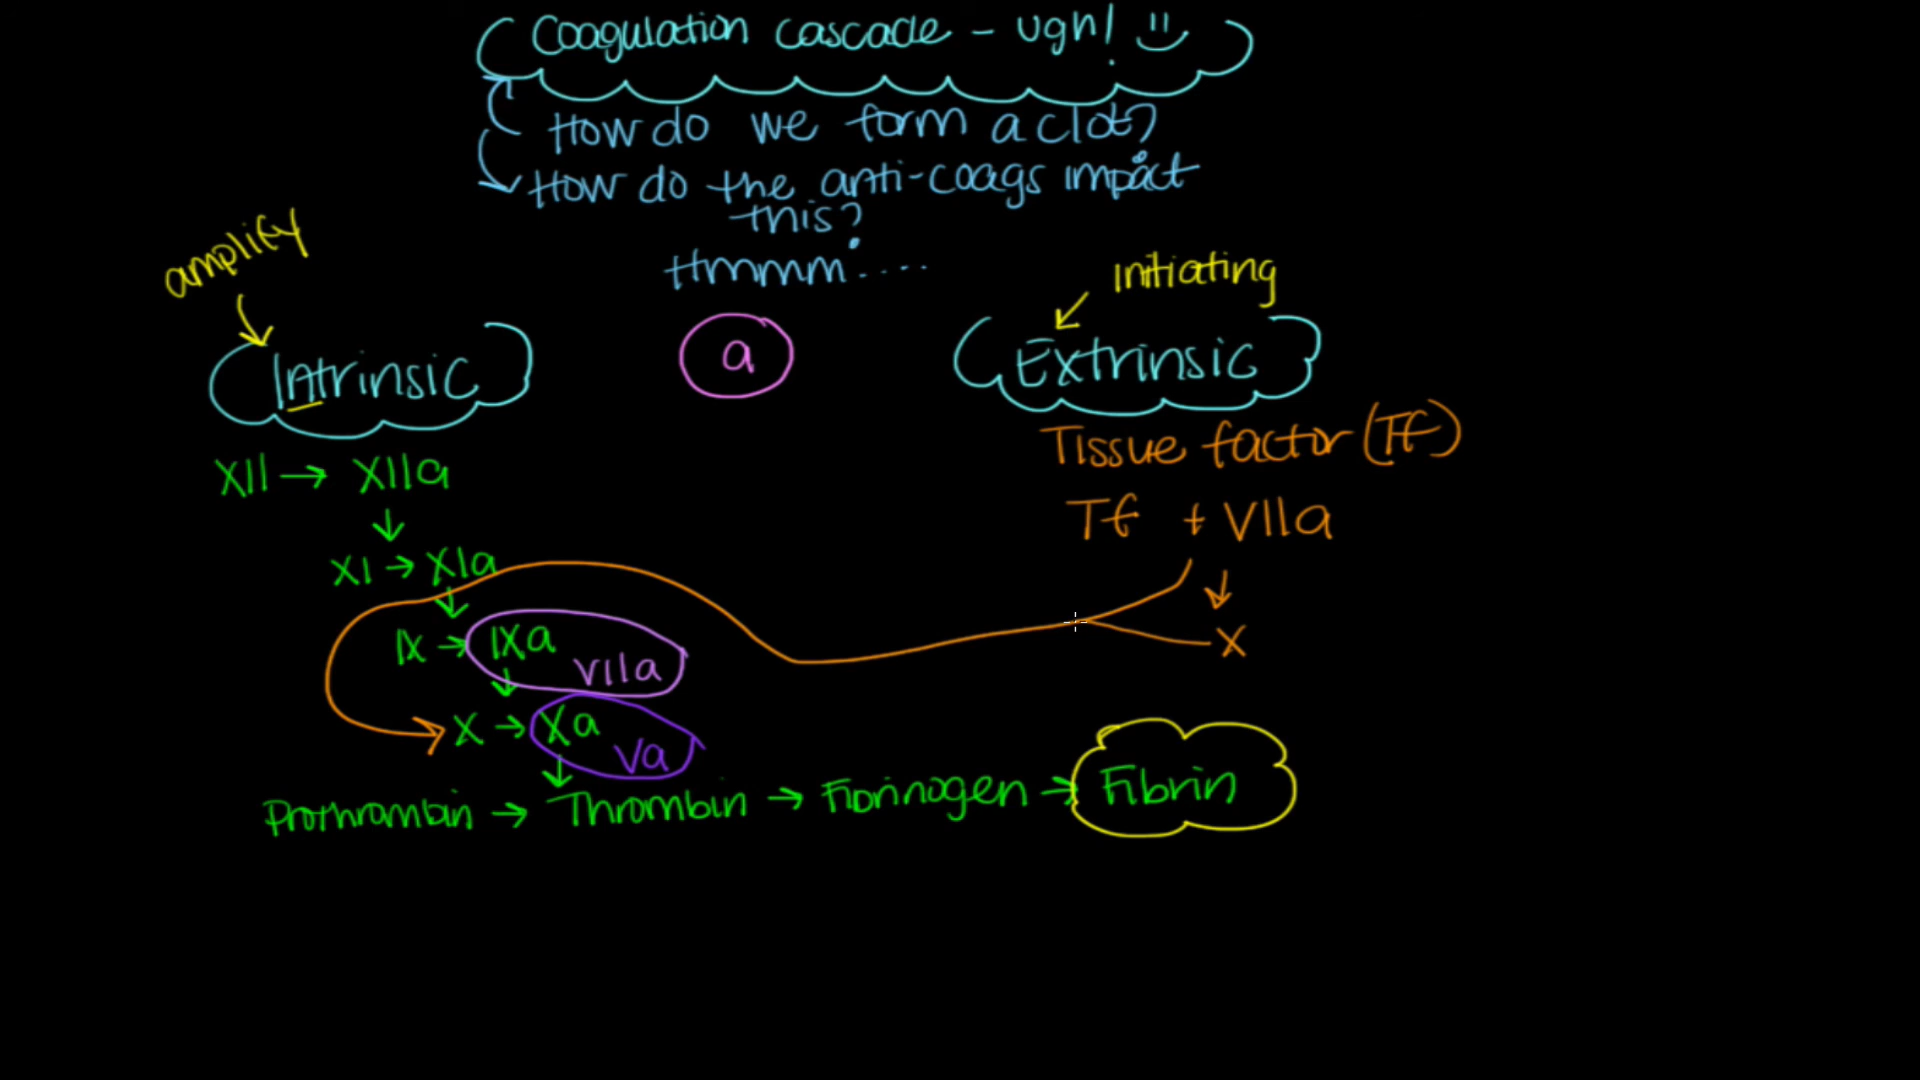 Coagulation cascade - ugh!
How do we form a clot?
How do the anti-coags impact
this?
Hmmm....
amplify
initiating
Intrinsic
a
Extrinsic
Tissue factor (TF)
XII → XIIa
TF + VIIa
XI → XIa
IX → IXa
VIIa
X
X → Xa
Va
Prothrombin → Thrombin → Fibrinogen → Fibrin